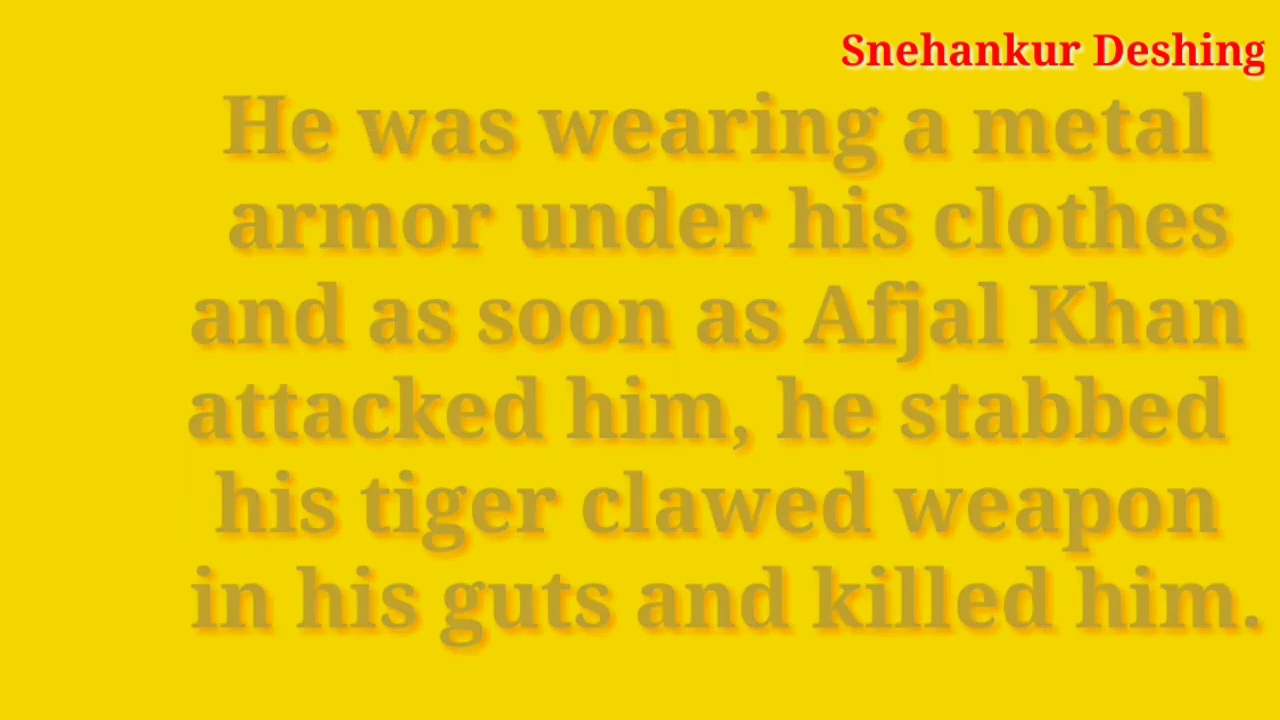 Snehankur Deshing
He was wearing a metal
armor under his clothes
and as soon as Afjal Khan
attacked him, he stabbed
his tiger clawed weapon
in his guts and killed him.